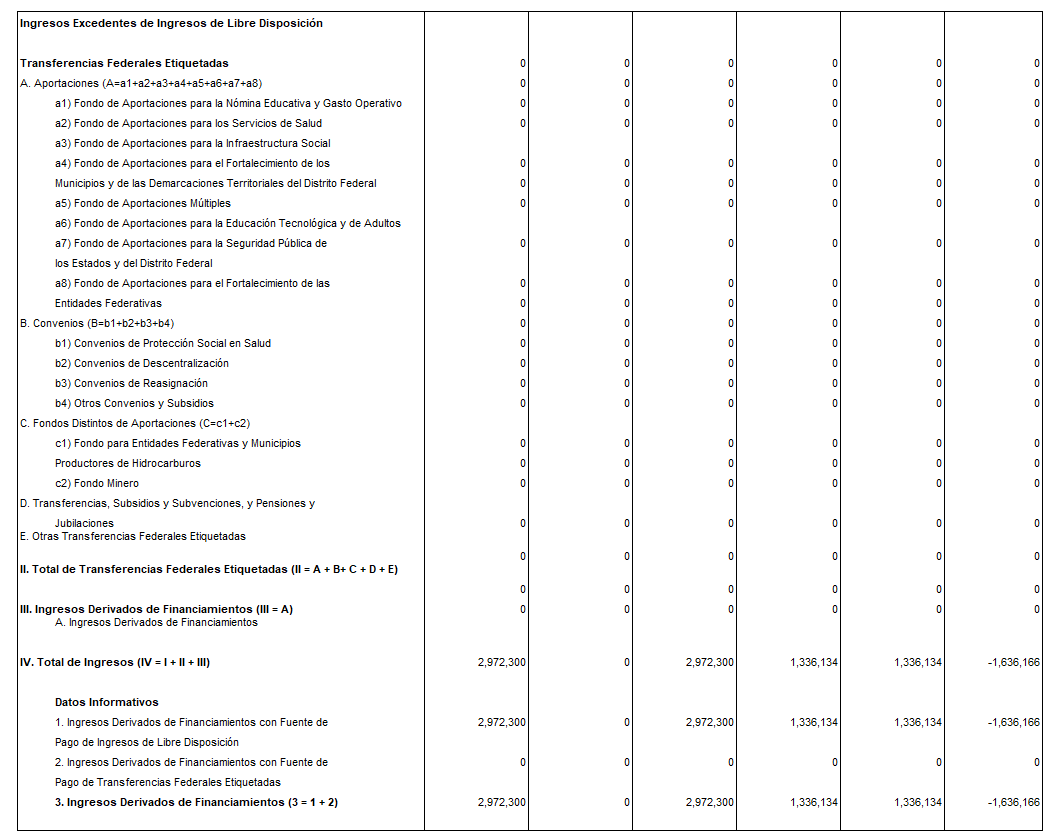 Ingresos Excedentes de Ingresos de Libre Disposición
Transferencias Federales Etiquetadas 0 0 0 0 0 0
A. Aportaciones (A=a1+a2+a3+a4+a5+a6+a7+a8) 0 0 0 0 0 0
a1) Fondo de Aportaciones para la Nómina Educativa y Gasto Operativo 0 0 0 0 0 0
a2) Fondo de Aportaciones para los Servicios de Salud 0 0 0 0 0 0
a3) Fondo de Aportaciones para la Infraestructura Social
a4) Fondo de Aportaciones para el Fortalecimiento de los 0 0 0 0 0 0
Municipios y de las Demarcaciones Territoriales del Distrito Federal 0 0 0 0 0 0
a5) Fondo de Aportaciones Múltiples 0 0 0 0 0 0
a6) Fondo de Aportaciones para la Educación Tecnológica y de Adultos
a7) Fondo de Aportaciones para la Seguridad Pública de 0 0 0 0 0 0
los Estados y del Distrito Federal
a8) Fondo de Aportaciones para el Fortalecimiento de las 0 0 0 0 0 0
Entidades Federativas 0 0 0 0 0 0
B. Convenios (B=b1+b2+b3+b4) 0 0 0 0 0 0
b1) Convenios de Protección Social en Salud 0 0 0 0 0 0
b2) Convenios de Descentralización 0 0 0 0 0 0
b3) Convenios de Reasignación 0 0 0 0 0 0
b4) Otros Convenios y Subsidios 0 0 0 0 0 0
C. Fondos Distintos de Aportaciones (C=c1+c2)
c1) Fondo para Entidades Federativas y Municipios 0 0 0 0 0 0
Productores de Hidrocarburos 0 0 0 0 0 0
c2) Fondo Minero 0 0 0 0 0 0
D. Transferencias, Subsidios y Subvenciones, y Pensiones y
Jubilaciones 0 0 0 0 0 0
E. Otras Transferencias Federales Etiquetadas
0 0 0 0 0 0
II. Total de Transferencias Federales Etiquetadas (II = A + B+ C + D + E)
0 0 0 0 0 0
III. Ingresos Derivados de Financiamientos (III = A) 0 0 0 0 0 0
A. Ingresos Derivados de Financiamientos
IV. Total de Ingresos (IV = I + II + III) 2,972,300 0 2,972,300 1,336,134 1,336,134 -1,636,166
Datos Informativos
1. Ingresos Derivados de Financiamientos con Fuente de 2,972,300 0 2,972,300 1,336,134 1,336,134 -1,636,166
Pago de Ingresos de Libre Disposición
2. Ingresos Derivados de Financiamientos con Fuente de 0 0 0 0 0 0
Pago de Transferencias Federales Etiquetadas
3. Ingresos Derivados de Financiamientos (3 = 1 + 2) 2,972,300 0 2,972,300 1,336,134 1,336,134 -1,636,166